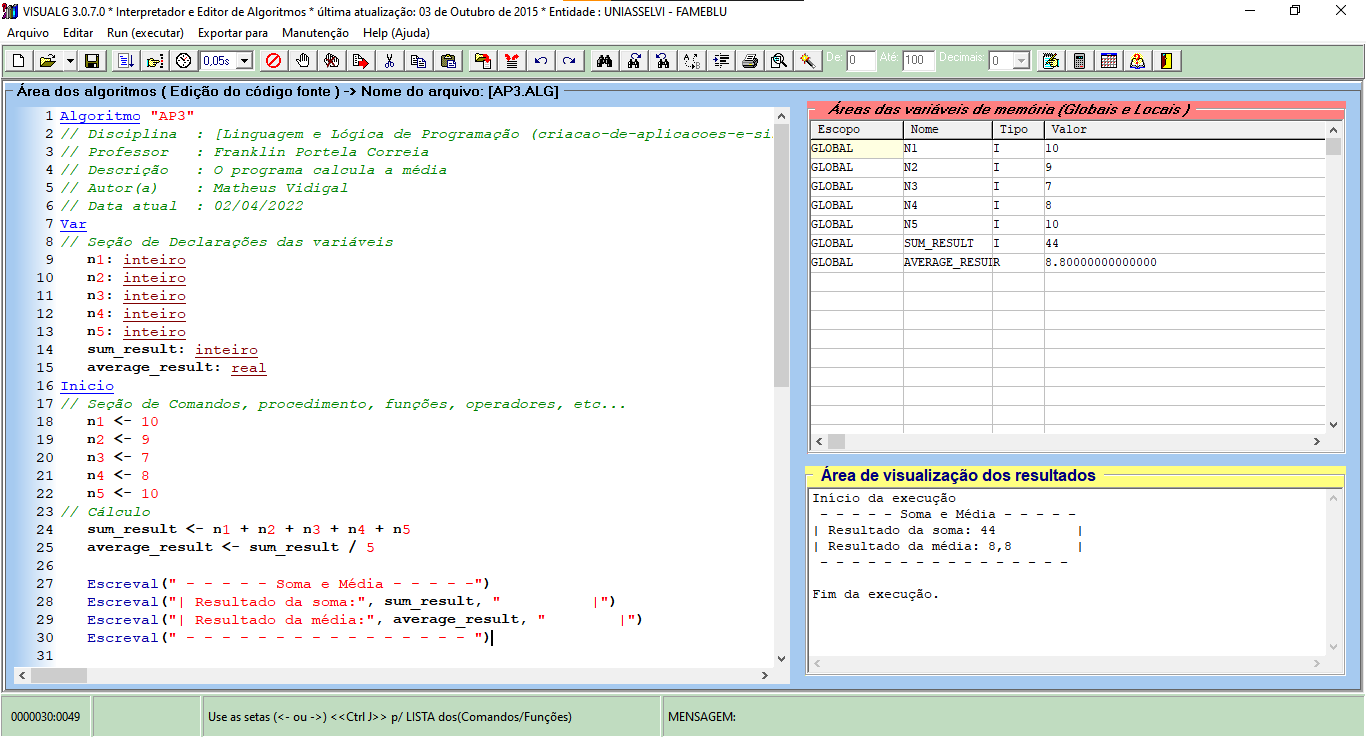 VISUALG 3.0.7.0 * Interpretador e Editor de Algoritmos * última atualização: 03 de Outubro de 2015 * Entidade : UNIASSELVI - FAMEBLU
Arquivo Editar Run (executar) Exportar para Manutenção Help (Ajuda)
0,05s De: 0 Até: 100 Decimais: 0
Área dos algoritmos ( Edição do código fonte ) -> Nome do arquivo: [AP3.ALG]
1 Algoritmo "AP3"
2 // Disciplina : [Linguagem e Lógica de Programação (criacao-de-aplicacoes-e-si
3 // Professor : Franklin Portela Correia
4 // Descrição : O programa calcula a média
5 // Autor(a) : Matheus Vidigal
6 // Data atual : 02/04/2022
7 Var
8 // Seção de Declarações das variáveis
9 n1: inteiro
10 n2: inteiro
11 n3: inteiro
12 n4: inteiro
13 n5: inteiro
14 sum_result: inteiro
15 average_result: real
16 Inicio
17 // Seção de Comandos, procedimento, funções, operadores, etc...
18 n1 <- 10
19 n2 <- 9
20 n3 <- 7
21 n4 <- 8
22 n5 <- 10
23 // Cálculo
24 sum_result <- n1 + n2 + n3 + n4 + n5
25 average_result <- sum_result / 5
26
27 Escreval(" - - - - - Soma e Média - - - - -")
28 Escreval("| Resultado da soma:", sum_result, "          |")
29 Escreval("| Resultado da média:", average_result, "        |")
30 Escreval(" - - - - - - - - - - - - - - - - ")
31
Áreas das variáveis de memória (Globais e Locais )
Escopo Nome Tipo Valor
GLOBAL N1 I 10
GLOBAL N2 I 9
GLOBAL N3 I 7
GLOBAL N4 I 8
GLOBAL N5 I 10
GLOBAL SUM_RESULT I 44
GLOBAL AVERAGE_RESUI R 8.80000000000000
Área de visualização dos resultados
Início da execução
- - - - - Soma e Média - - - - -
| Resultado da soma: 44          |
| Resultado da média: 8,8        |
- - - - - - - - - - - - - - - -
Fim da execução.
0000030:0049 Use as setas (<- ou ->) <<Ctrl J>> p/ LISTA dos(Comandos/Funções) MENSAGEM: